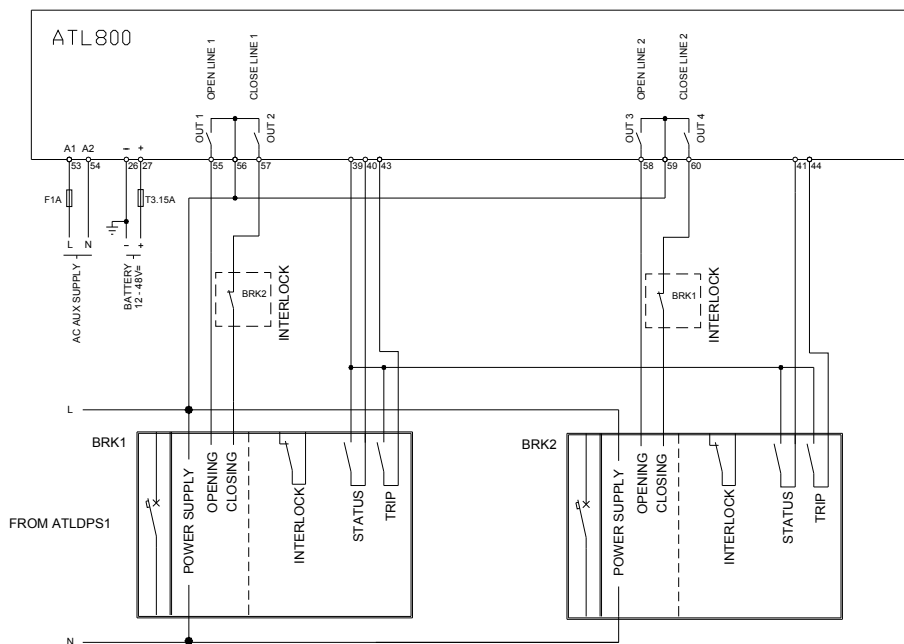 ATL800
OPEN LINE 1
CLOSE LINE 1
OPEN LINE 2
CLOSE LINE 2
OUT 1
OUT 2
OUT 3
OUT 4
A1 A2 - +
53 54 26 27 55 56 57 39 40 43 58 59 60 41 44
F1A
T3.15A
L N - +
AC AUX SUPPLY
BATTERY
12 - 48V=
BRK2
INTERLOCK
BRK1
INTERLOCK
L
BRK1
BRK2
FROM ATLDPS1
POWER SUPPLY
OPENING
CLOSING
INTERLOCK
STATUS
TRIP
POWER SUPPLY
OPENING
CLOSING
INTERLOCK
STATUS
TRIP
N